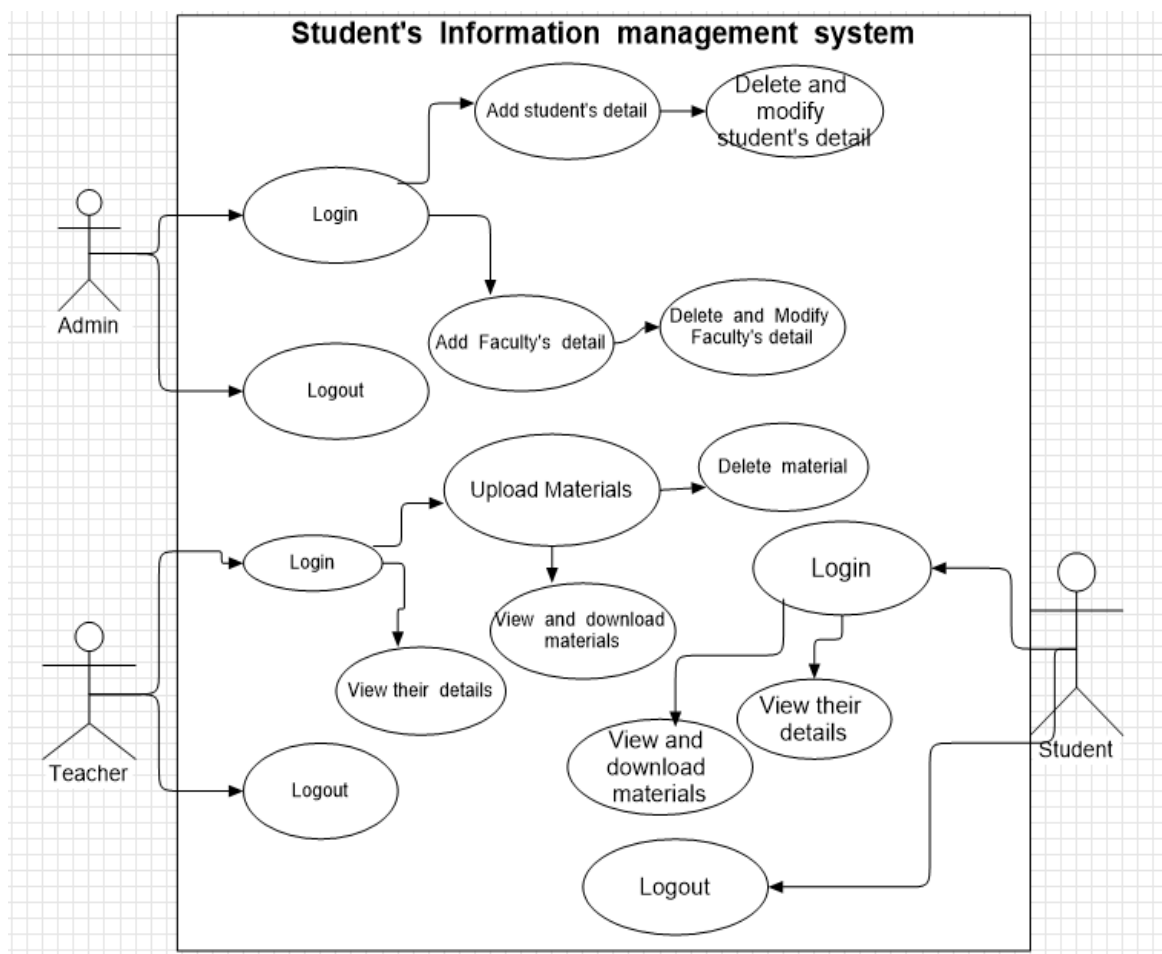 Student's Information management system
Add student's detail
Delete and
modify
student's detail
Login
Admin
Add Faculty's detail
Delete and Modify
Faculty's detail
Logout
Upload Materials
Delete material
Login
Login
View and download
materials
View their details
View their
details
Teacher
View and
download
materials
Student
Logout
Logout